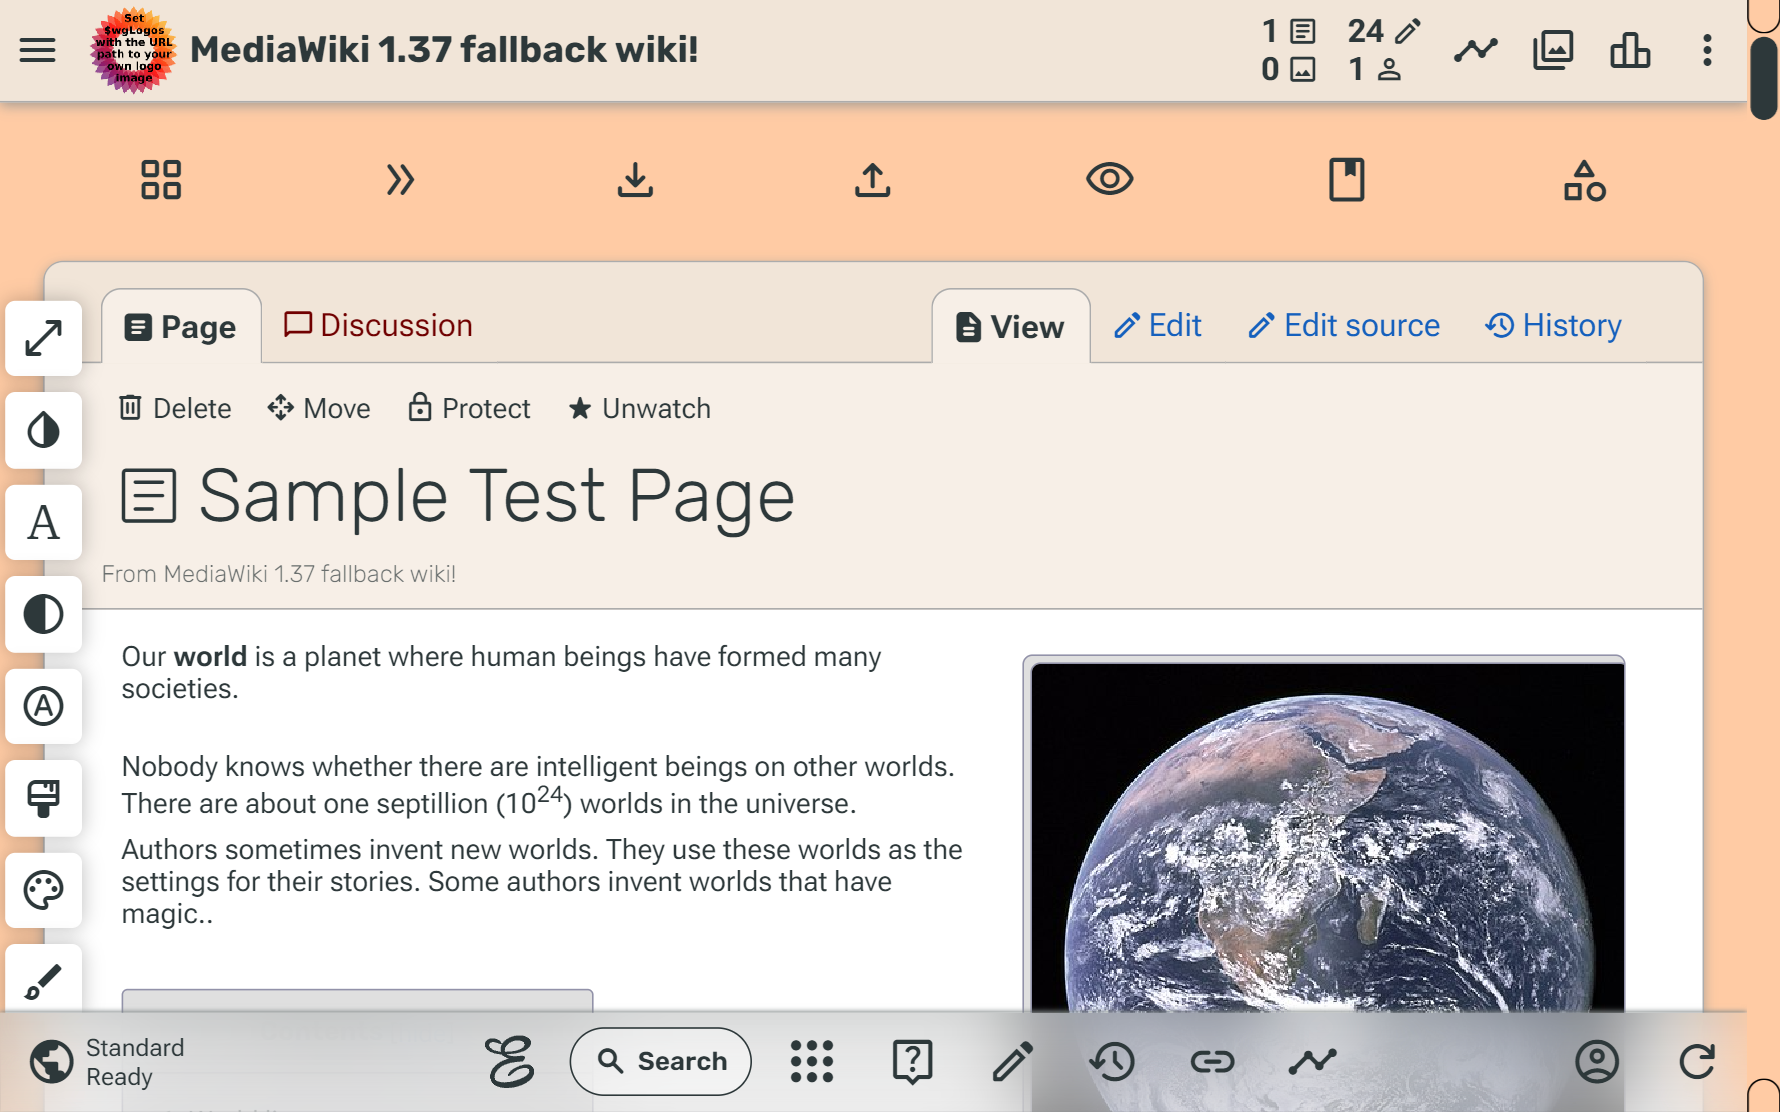 Set
$wgLogos
with the URL
path to your
own logo
image
MediaWiki 1.37 fallback wiki!
1 24
0 1
Page
Discussion
View
Edit
Edit source
History
Delete
Move
Protect
Unwatch
Sample Test Page
From MediaWiki 1.37 fallback wiki!
A
A
Our world is a planet where human beings have formed many
societies.
Nobody knows whether there are intelligent beings on other worlds.
There are about one septillion (10²⁴) worlds in the universe.
Authors sometimes invent new worlds. They use these worlds as the
settings for their stories. Some authors invent worlds that have
magic..
Standard
Ready
Search